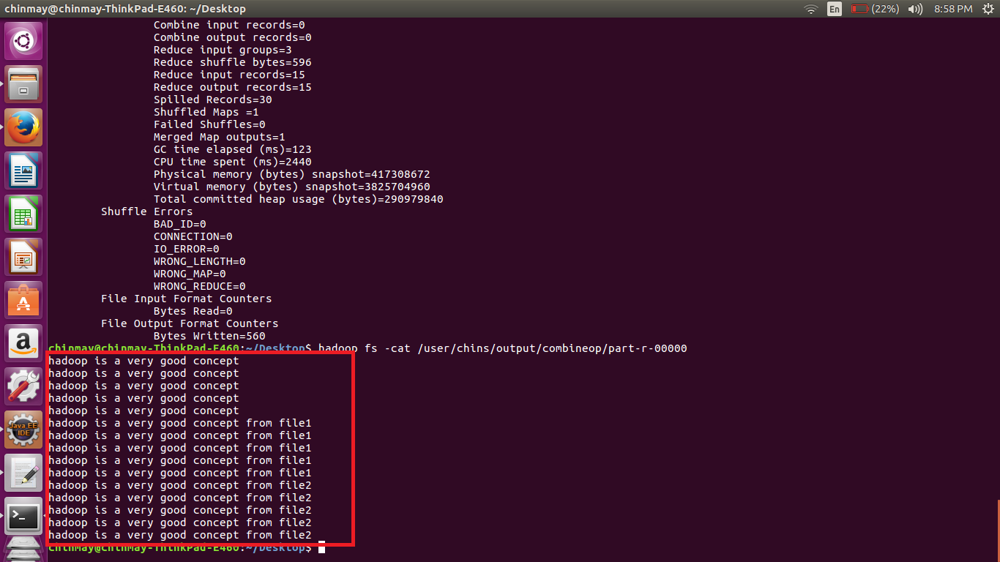 chinmay@chinmay-ThinkPad-E460: ~/Desktop
En
(22%)
8:58 PM
Combine input records=0
Combine output records=0
Reduce input groups=3
Reduce shuffle bytes=596
Reduce input records=15
Reduce output records=15
Spilled Records=30
Shuffled Maps =1
Failed Shuffles=0
Merged Map outputs=1
GC time elapsed (ms)=123
CPU time spent (ms)=2440
Physical memory (bytes) snapshot=417308672
Virtual memory (bytes) snapshot=3825704960
Total committed heap usage (bytes)=290979840
Shuffle Errors
BAD_ID=0
CONNECTION=0
IO_ERROR=0
WRONG_LENGTH=0
WRONG_MAP=0
WRONG_REDUCE=0
File Input Format Counters
Bytes Read=0
File Output Format Counters
Bytes Written=560
chinmay@chinmay-ThinkPad-E460:~/Desktop$ hadoop fs -cat /user/chins/output/combineop/part-r-00000
hadoop is a very good concept
hadoop is a very good concept
hadoop is a very good concept
hadoop is a very good concept
hadoop is a very good concept
hadoop is a very good concept from file1
hadoop is a very good concept from file1
hadoop is a very good concept from file1
hadoop is a very good concept from file1
hadoop is a very good concept from file1
hadoop is a very good concept from file2
hadoop is a very good concept from file2
hadoop is a very good concept from file2
hadoop is a very good concept from file2
hadoop is a very good concept from file2
chinmay@chinmay-ThinkPad-E460:~/Desktop$
Java EE
IDE